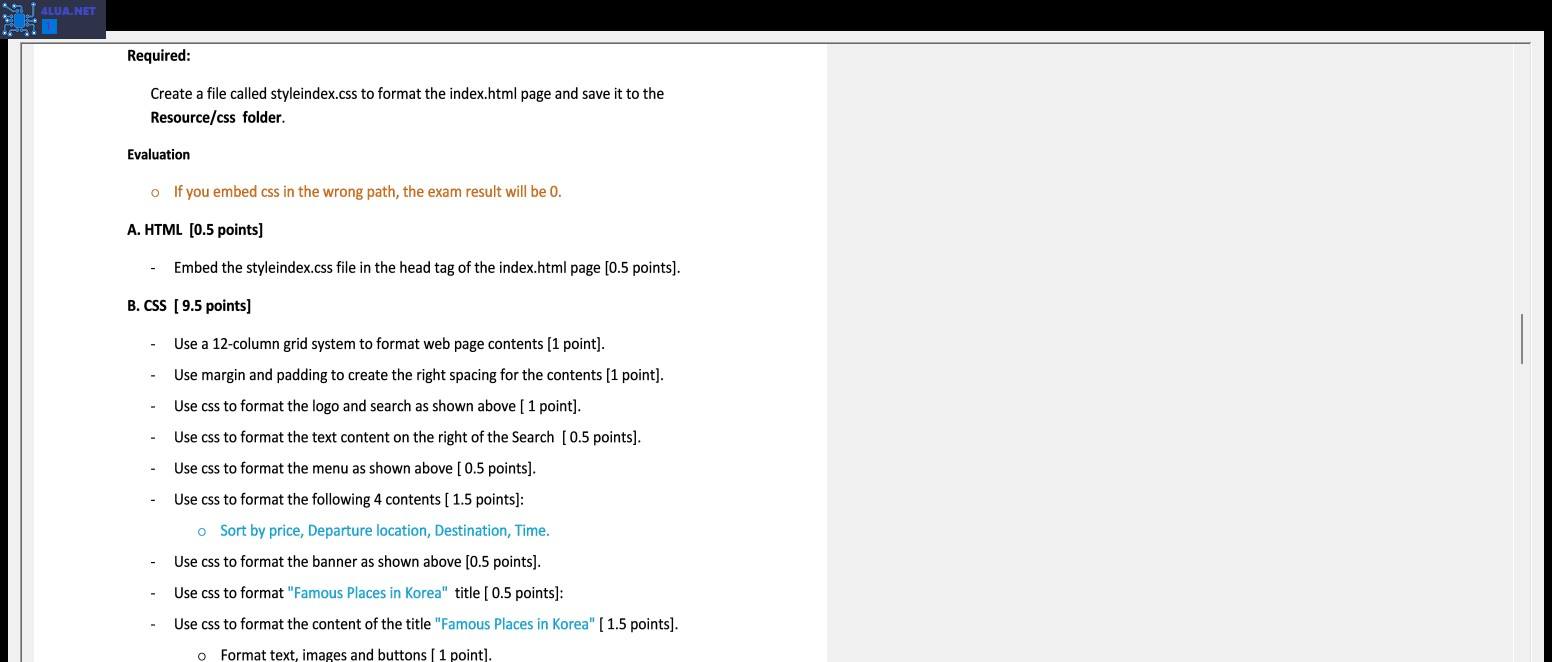 4LUA.NET
Required:
Create a file called styleindex.css to format the index.html page and save it to the
Resource/css folder.
Evaluation
o If you embed css in the wrong path, the exam result will be 0.
A. HTML [0.5 points]
- Embed the styleindex.css file in the head tag of the index.html page [0.5 points].
B. CSS [ 9.5 points]
- Use a 12-column grid system to format web page contents [1 point].
- Use margin and padding to create the right spacing for the contents [1 point].
- Use css to format the logo and search as shown above [ 1 point].
- Use css to format the text content on the right of the Search [ 0.5 points].
- Use css to format the menu as shown above [ 0.5 points].
- Use css to format the following 4 contents [ 1.5 points]:
o Sort by price, Departure location, Destination, Time.
- Use css to format the banner as shown above [0.5 points].
- Use css to format "Famous Places in Korea" title [ 0.5 points]:
- Use css to format the content of the title "Famous Places in Korea" [ 1.5 points].
o Format text, images and buttons [ 1 point].